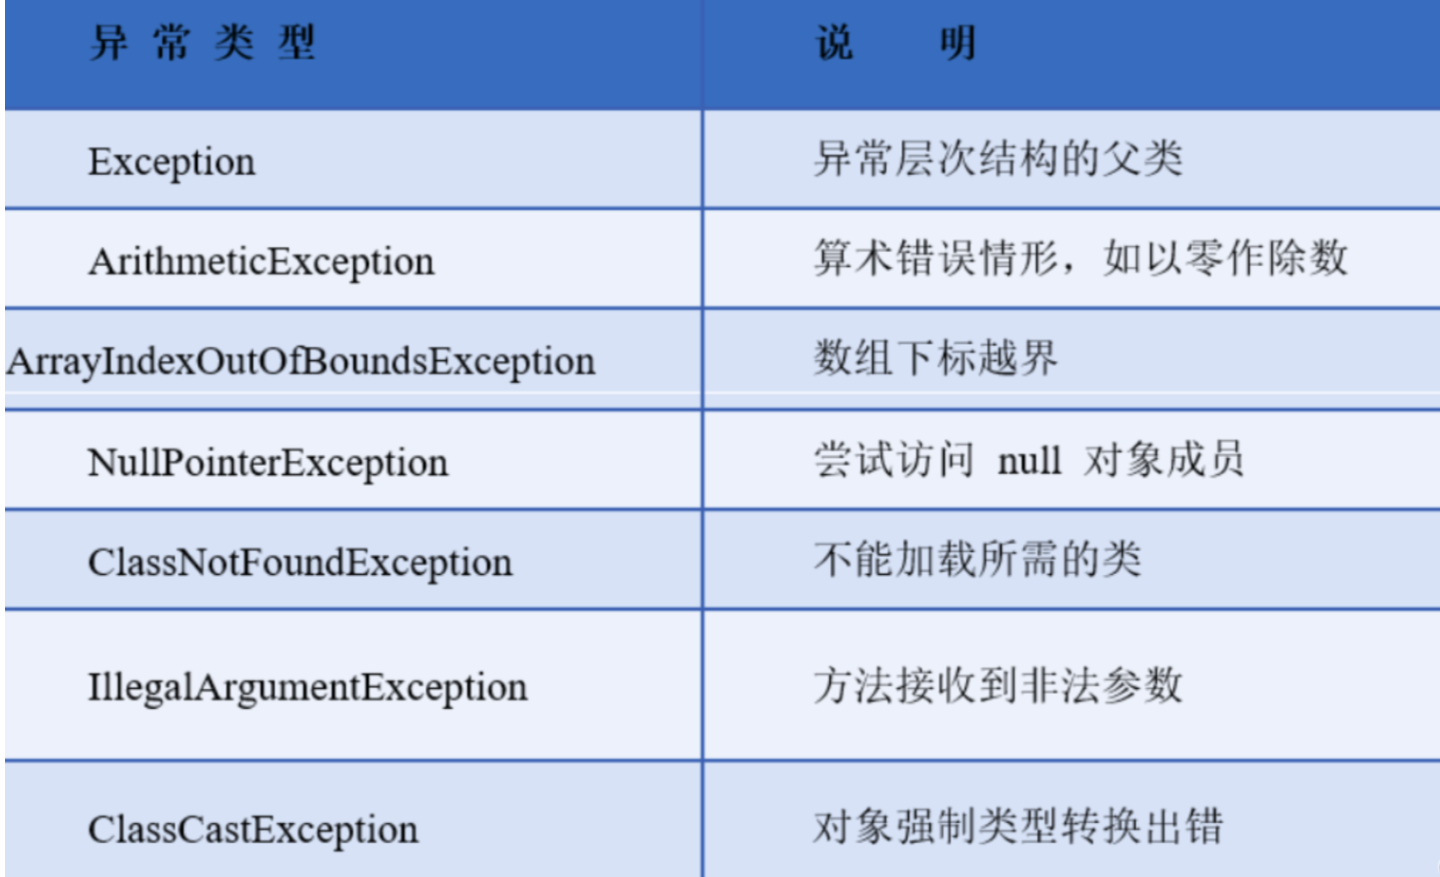 异 常 类 型 说 明
Exception 异常层次结构的父类
ArithmeticException 算术错误情形，如以零作除数
ArrayIndexOutOfBoundsException 数组下标越界
NullPointerException 尝试访问 null 对象成员
ClassNotFoundException 不能加载所需的类
IllegalArgumentException 方法接收到非法参数
ClassCastException 对象强制类型转换出错